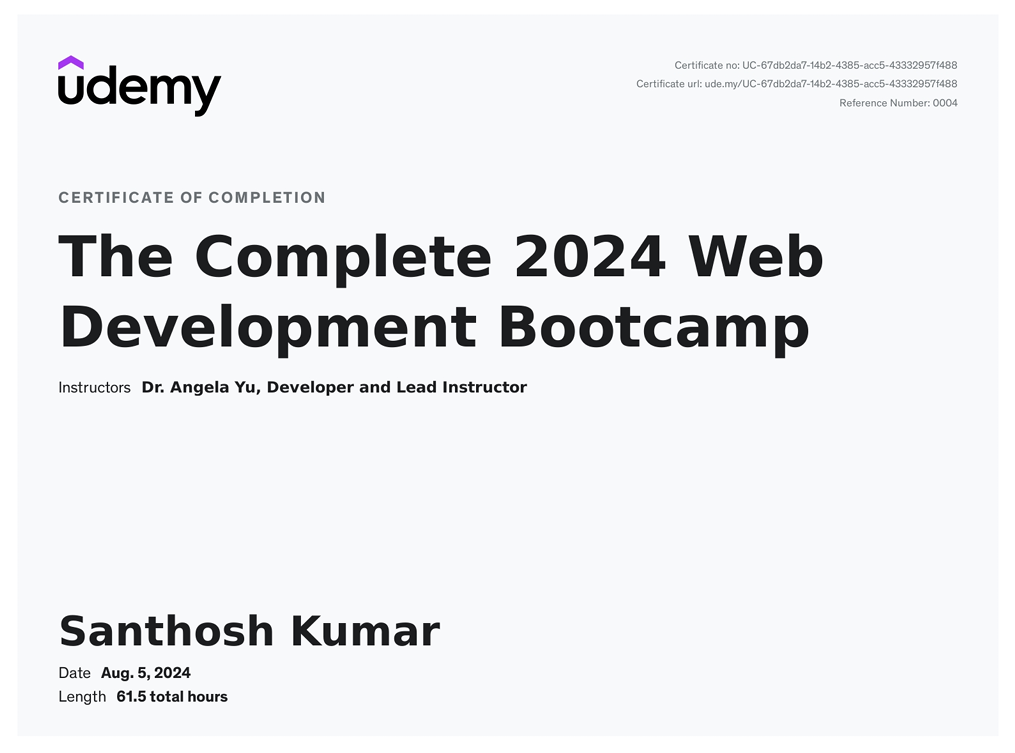 udemy
Certificate no: UC-67db2da7-14b2-4385-acc5-43332957f488
Certificate url: ude.my/UC-67db2da7-14b2-4385-acc5-43332957f488
Reference Number: 0004
CERTIFICATE OF COMPLETION
The Complete 2024 Web
Development Bootcamp
Instructors Dr. Angela Yu, Developer and Lead Instructor
Santhosh Kumar
Date Aug. 5, 2024
Length 61.5 total hours